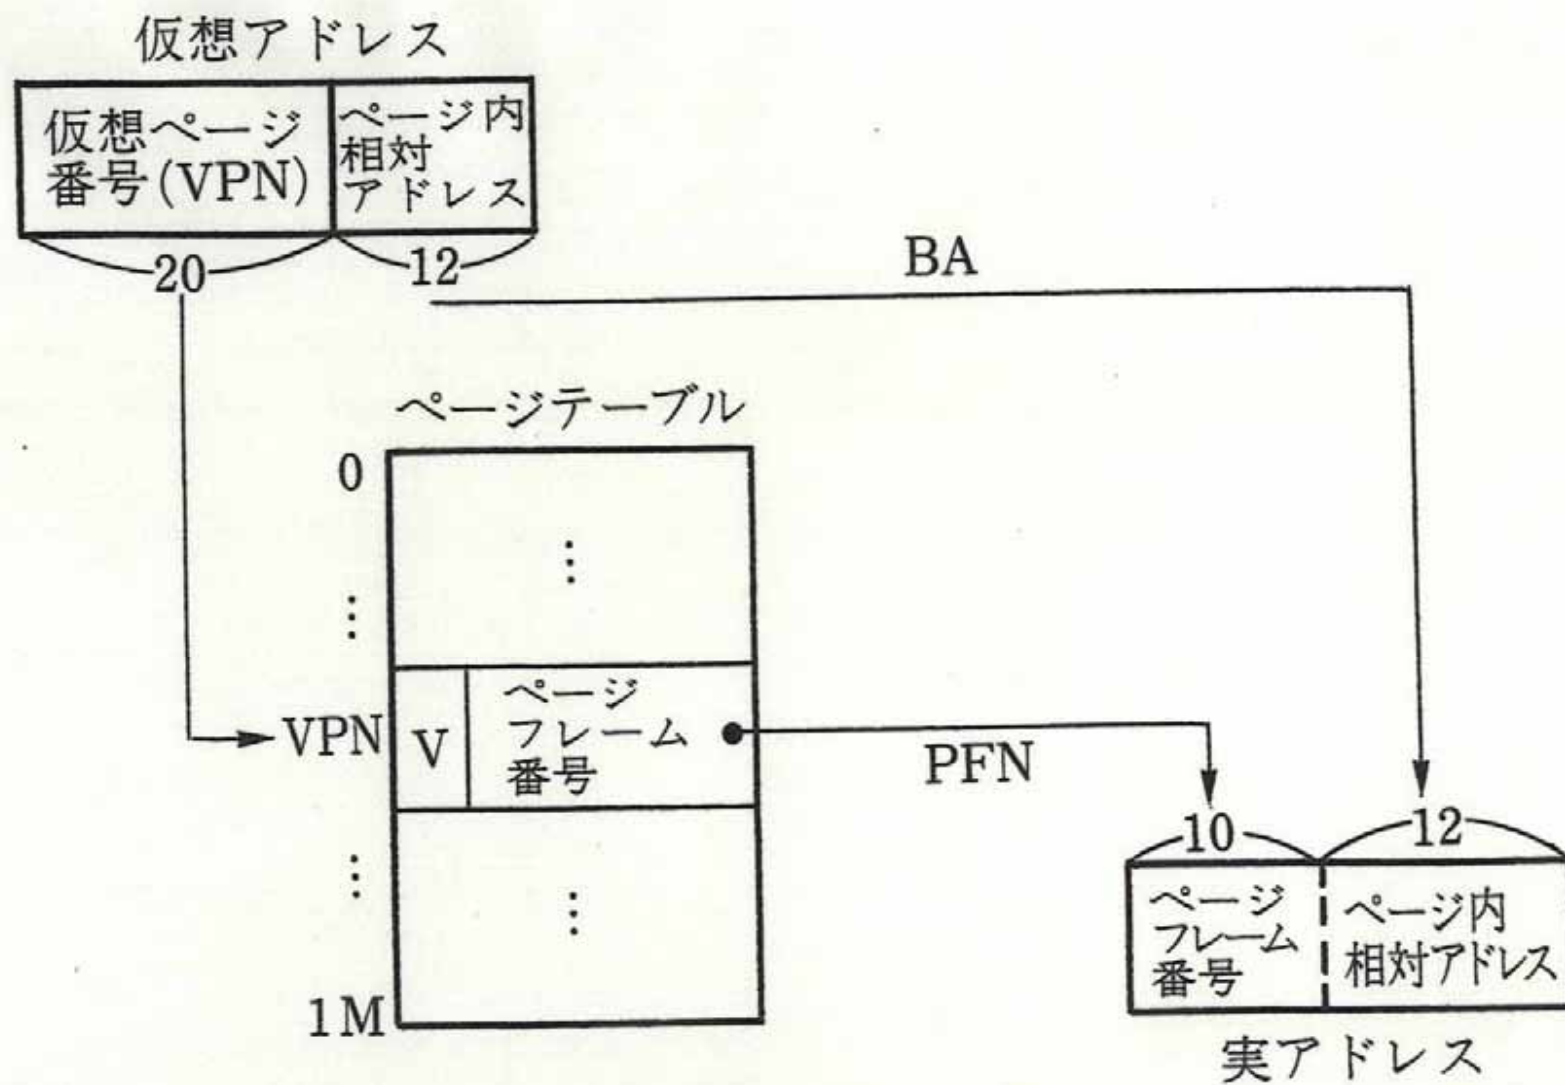 仮想アドレス
仮想ページ
番号(VPN)
ページ内
相対
アドレス
20
12
BA
ページテーブル
0
⋮
⋮
VPN
V
ページ
フレーム
番号
PFN
⋮
⋮
1M
10
12
ページ
フレーム
番号
ページ内
相対アドレス
実アドレス